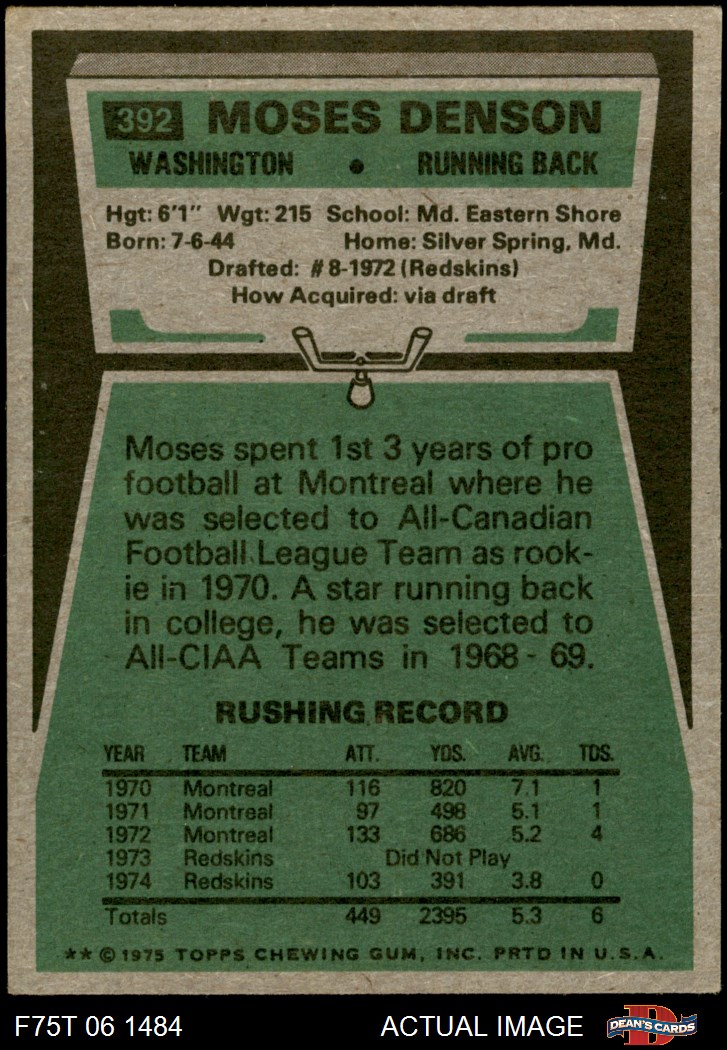 392 MOSES DENSON
WASHINGTON • RUNNING BACK
Hgt: 6'1" Wgt: 215 School: Md. Eastern Shore
Born: 7-6-44 Home: Silver Spring, Md.
Drafted: #8-1972 (Redskins)
How Acquired: via draft
Moses spent 1st 3 years of pro
football at Montreal where he
was selected to All-Canadian
Football League Team as rook-
ie in 1970. A star running back
in college, he was selected to
All-CIAA Teams in 1968 - 69.
RUSHING RECORD
YEAR TEAM ATT. YDS. AVG. TDS.
1970 Montreal 116 820 7.1 1
1971 Montreal 97 498 5.1 1
1972 Montreal 133 686 5.2 4
1973 Redskins Did Not Play
1974 Redskins 103 391 3.8 0
Totals 449 2395 5.3 6
** © 1975 TOPPS CHEWING GUM, INC. PRTD IN U.S.A.
F75T 06 1484 ACTUAL IMAGE DEAN'S CARDS